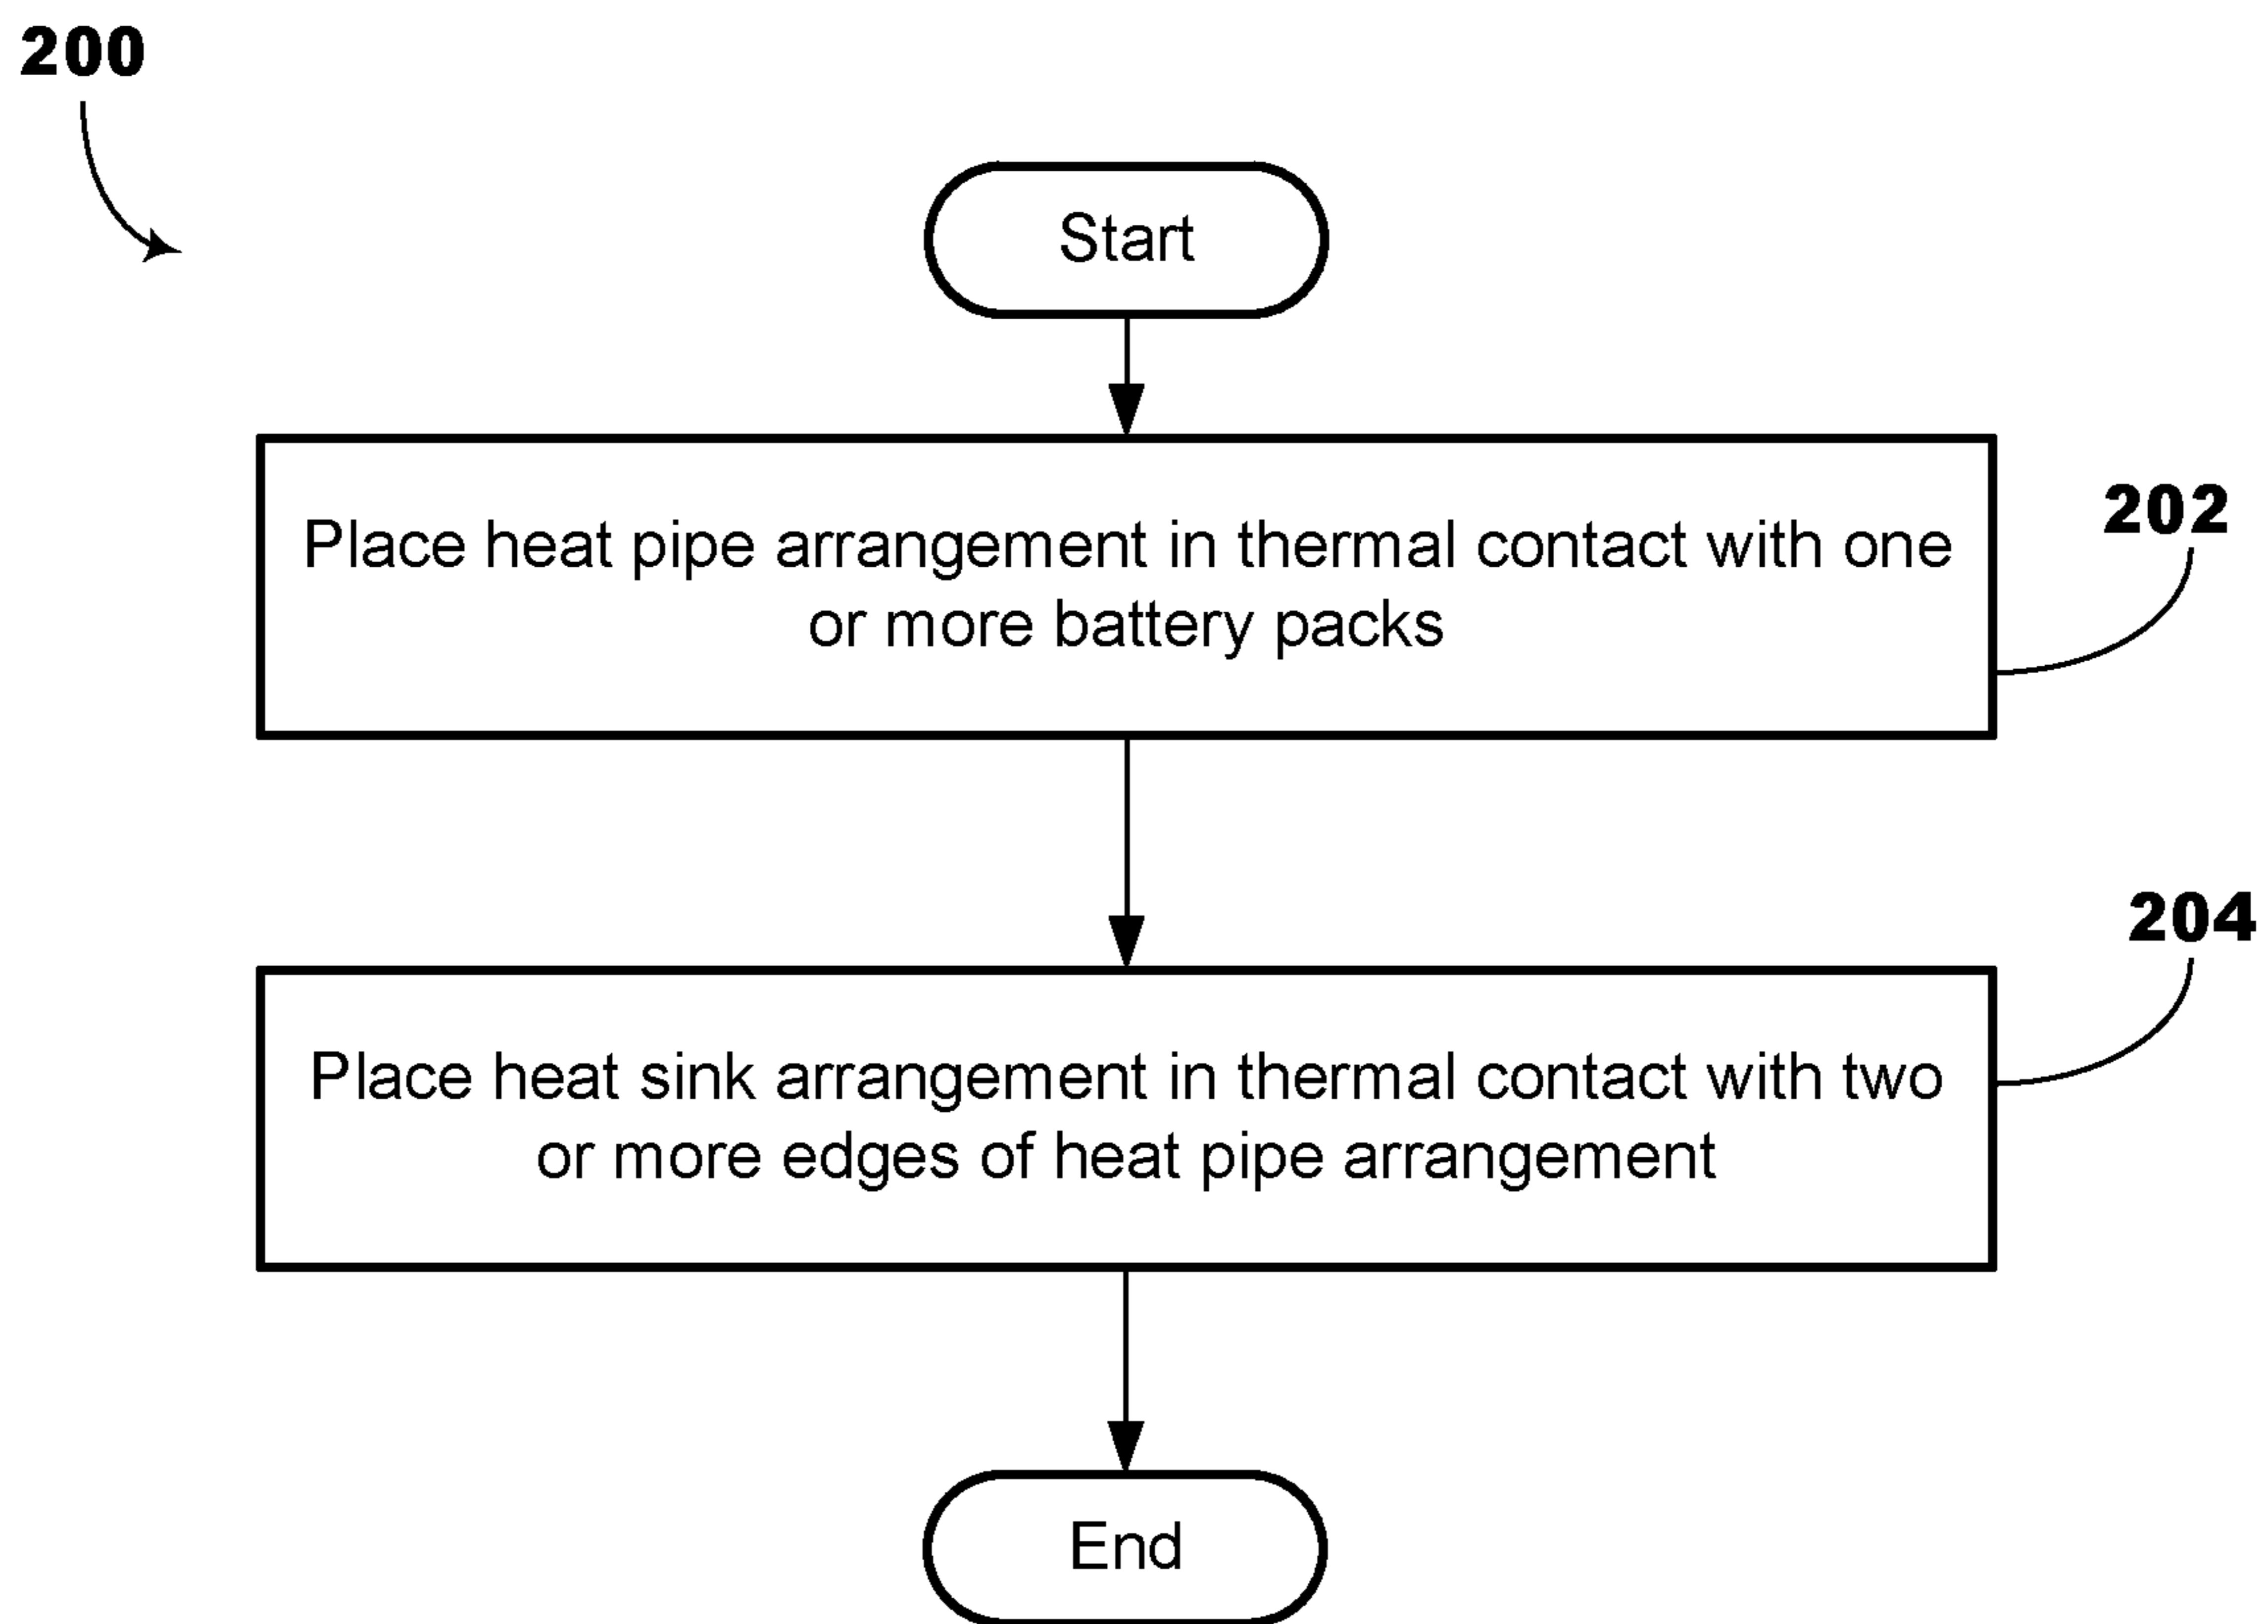 200
Start
Place heat pipe arrangement in thermal contact with one
or more battery packs
202
Place heat sink arrangement in thermal contact with two
or more edges of heat pipe arrangement
204
End